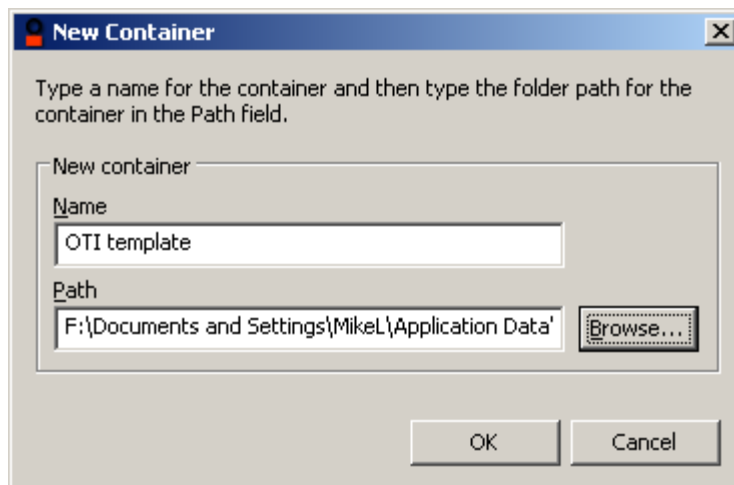 New Container
Type a name for the container and then type the folder path for the
container in the Path field.
New container
Name
OTI template
Path
F:\Documents and Settings\MikeL\Application Data\
Browse...
OK
Cancel